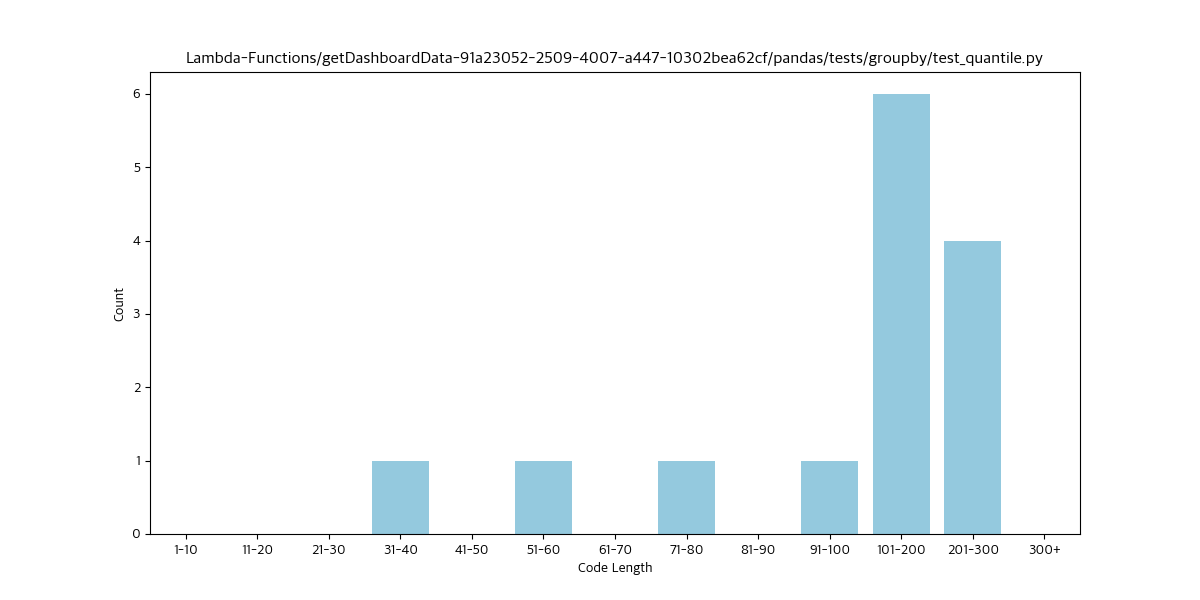 Lambda-Functions/getDashboardData-91a23052-2509-4007-a447-10302bea62cf/pandas/tests/groupby/test_quantile.py
6
5
4
3
2
1
0
Count
1-10 11-20 21-30 31-40 41-50 51-60 61-70 71-80 81-90 91-100 101-200 201-300 300+
Code Length